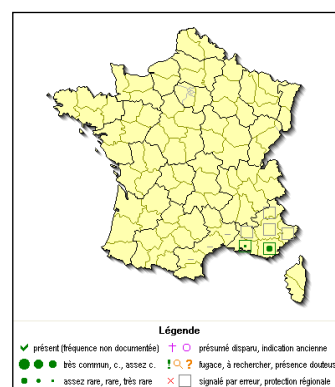 Légende
présent (fréquence non documentée) présumé disparu, indication ancienne
très commun, c., assez c. fugace, à rechercher, présence douteuse
assez rare, rare, très rare signalé par erreur, protection régionale